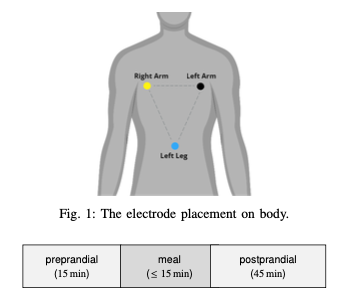 Right Arm Left Arm
Left Leg
Fig. 1: The electrode placement on body.
preprandial meal postprandial
(15 min) (≤ 15 min) (45 min)